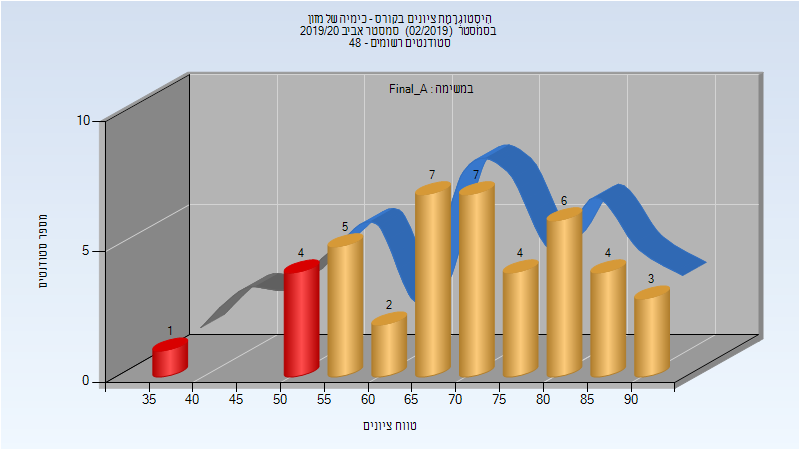 היסטוגרמת ציונים בקורס - כימיה של מזון
בסמסטר (02/2019) סמסטר אביב 2019/20
סטודנטים רשומים - 48
במשימה : Final_A
מספר סטודנטים
10
5
0
1
4
5
2
7
7
4
6
4
3
35 40 45 50 55 60 65 70 75 80 85 90
טווח ציונים